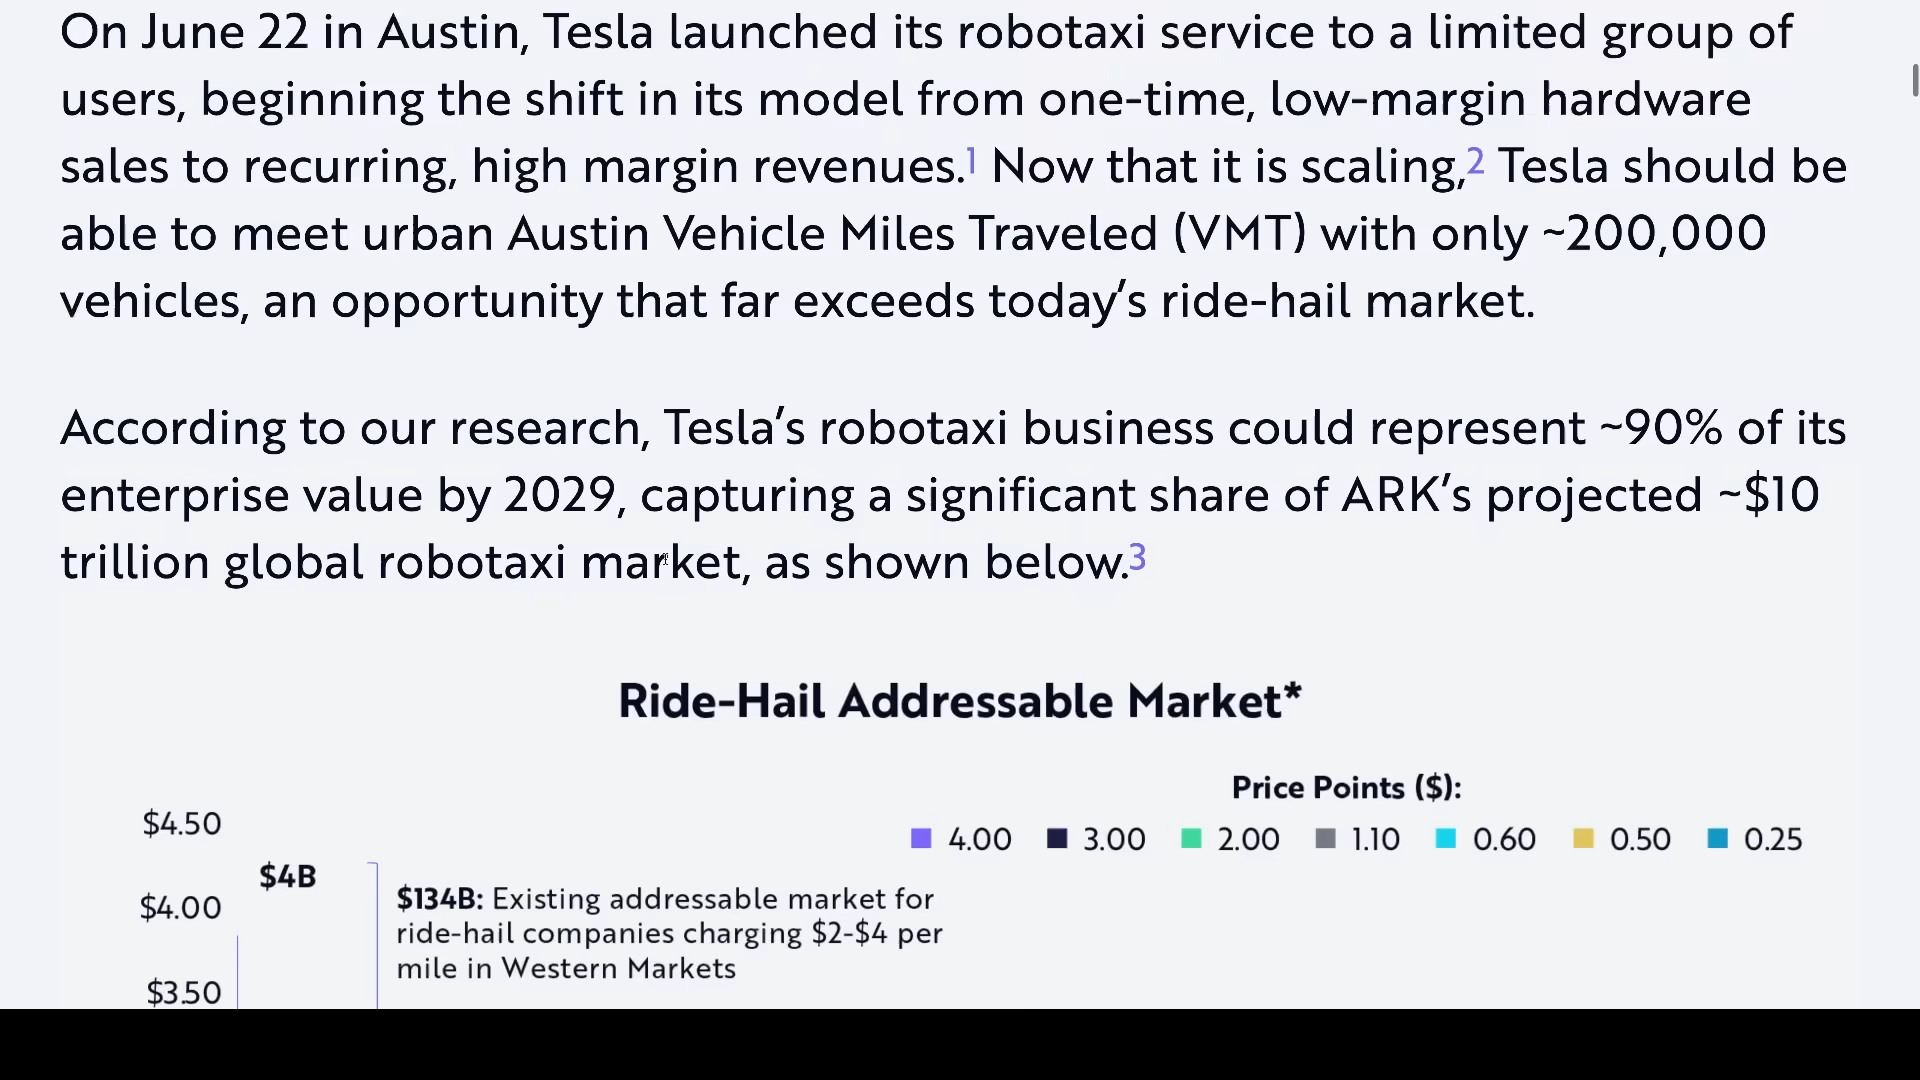 On June 22 in Austin, Tesla launched its robotaxi service to a limited group of
users, beginning the shift in its model from one-time, low-margin hardware
sales to recurring, high margin revenues.1 Now that it is scaling,2 Tesla should be
able to meet urban Austin Vehicle Miles Traveled (VMT) with only ~200,000
vehicles, an opportunity that far exceeds today’s ride-hail market.
According to our research, Tesla’s robotaxi business could represent ~90% of its
enterprise value by 2029, capturing a significant share of ARK’s projected ~$10
trillion global robotaxi market, as shown below.3
Ride-Hail Addressable Market*
Price Points ($):
4.00 3.00 2.00 1.10 0.60 0.50 0.25
$4.50
$4B
$4.00
$3.50
$134B: Existing addressable market for
ride-hail companies charging $2-$4 per
mile in Western Markets